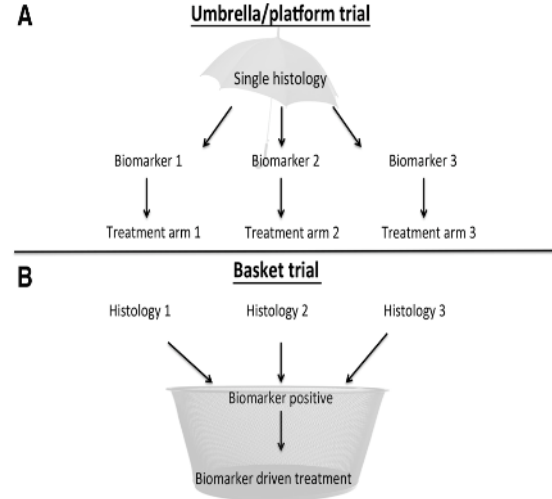 A
Umbrella/platform trial
Single histology
Biomarker 1 Biomarker 2 Biomarker 3
Treatment arm 1 Treatment arm 2 Treatment arm 3
B
Basket trial
Histology 1 Histology 2 Histology 3
Biomarker positive
Biomarker driven treatment